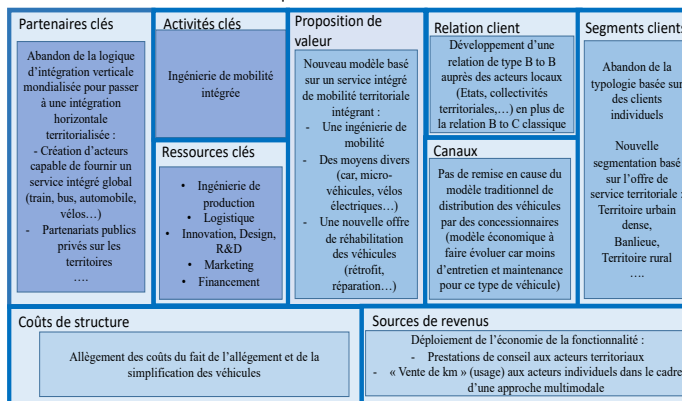 Partenaires clés
Abandon de la logique
d'intégration verticale
mondialisée pour passer
à une intégration
horizontale
territorialisée :
- Création d'acteurs
capable de fournir un
service intégré global
(train, bus, automobile,
vélos…)
- Partenariats publics
privés sur les
territoires
….
Activités clés
Ingénierie de mobilité
intégrée
Ressources clés
• Ingénierie de
production
• Logistique
• Innovation, Design,
R&D
• Marketing
• Financement
Proposition de
valeur
Nouveau modèle basé
sur un service intégré
de mobilité territoriale
intégrant :
- Une ingénierie de
mobilité
- Des moyens divers
(car, micro-
véhicules, vélos
électriques…)
- Une nouvelle offre
de réhabilitation
des véhicules
(rétrofit,
réparation…)
Relation client
Développement d'une
relation de type B to B
auprès des acteurs locaux
(Etats, collectivités
territoriales,…) en plus de
la relation B to C classique
Canaux
Pas de remise en cause du
modèle traditionnel de
distribution des véhicules
par des concessionnaires
(modèle économique à
faire évoluer car moins
d'entretien et maintenance
pour ce type de véhicule)
Segments clients
Abandon de la
typologie basée sur
des clients
individuels
Nouvelle
segmentation basé
sur l'offre de
service territoriale :
Territoire urbain
dense,
Banlieue,
Territoire rural
….
Coûts de structure
Allègement des coûts du fait de l'allégement et de la
simplification des véhicules
Sources de revenus
Déploiement de l'économie de la fonctionnalité :
- Prestations de conseil aux acteurs territoriaux
- « Vente de km » (usage) aux acteurs individuels dans le cadre
d'une approche multimodale